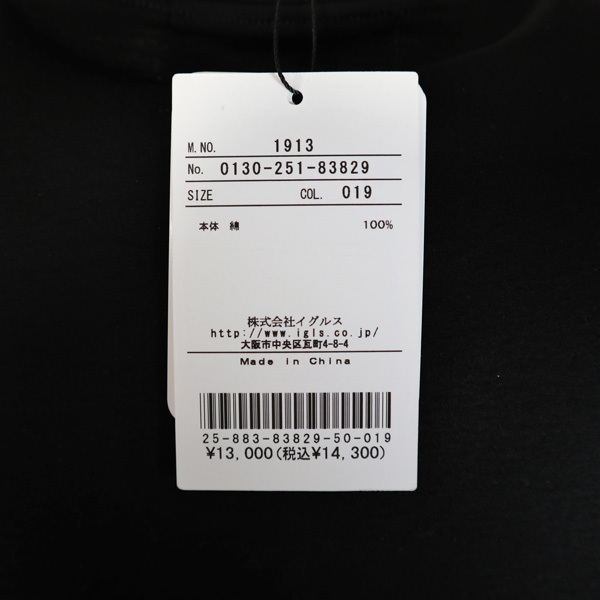 M.NO. 1913
No. 0130-251-83829
SIZE COL. 019
本体 綿 100%
株式会社イグルス
http://www.igls.co.jp/
大阪市中央区瓦町4-8-4
Made in China
25-883-83829-50-019
¥13,000(税込¥14,300)